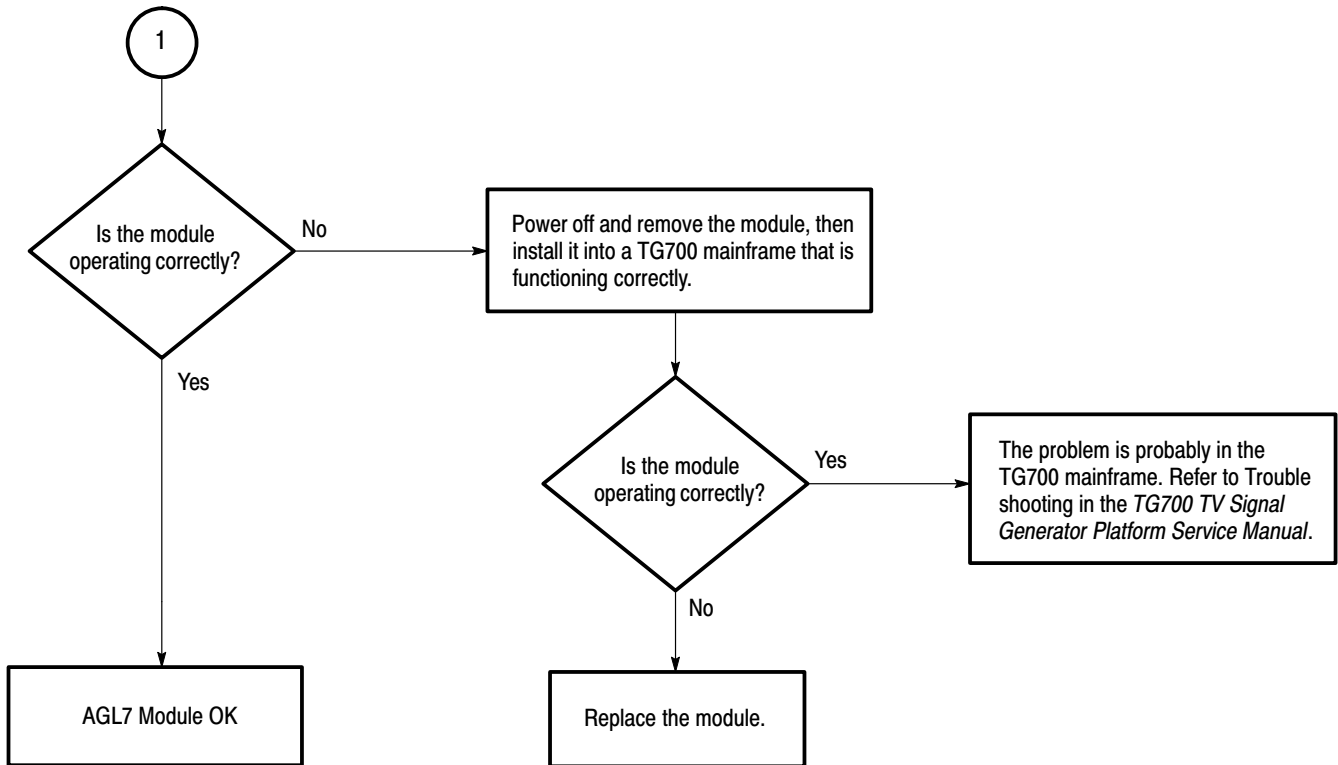 1
Is the module
operating correctly?
No
Power off and remove the module, then
install it into a TG700 mainframe that is
functioning correctly.
Yes
Is the module
operating correctly?
Yes
The problem is probably in the
TG700 mainframe. Refer to Trouble
shooting in the TG700 TV Signal
Generator Platform Service Manual.
No
AGL7 Module OK
Replace the module.